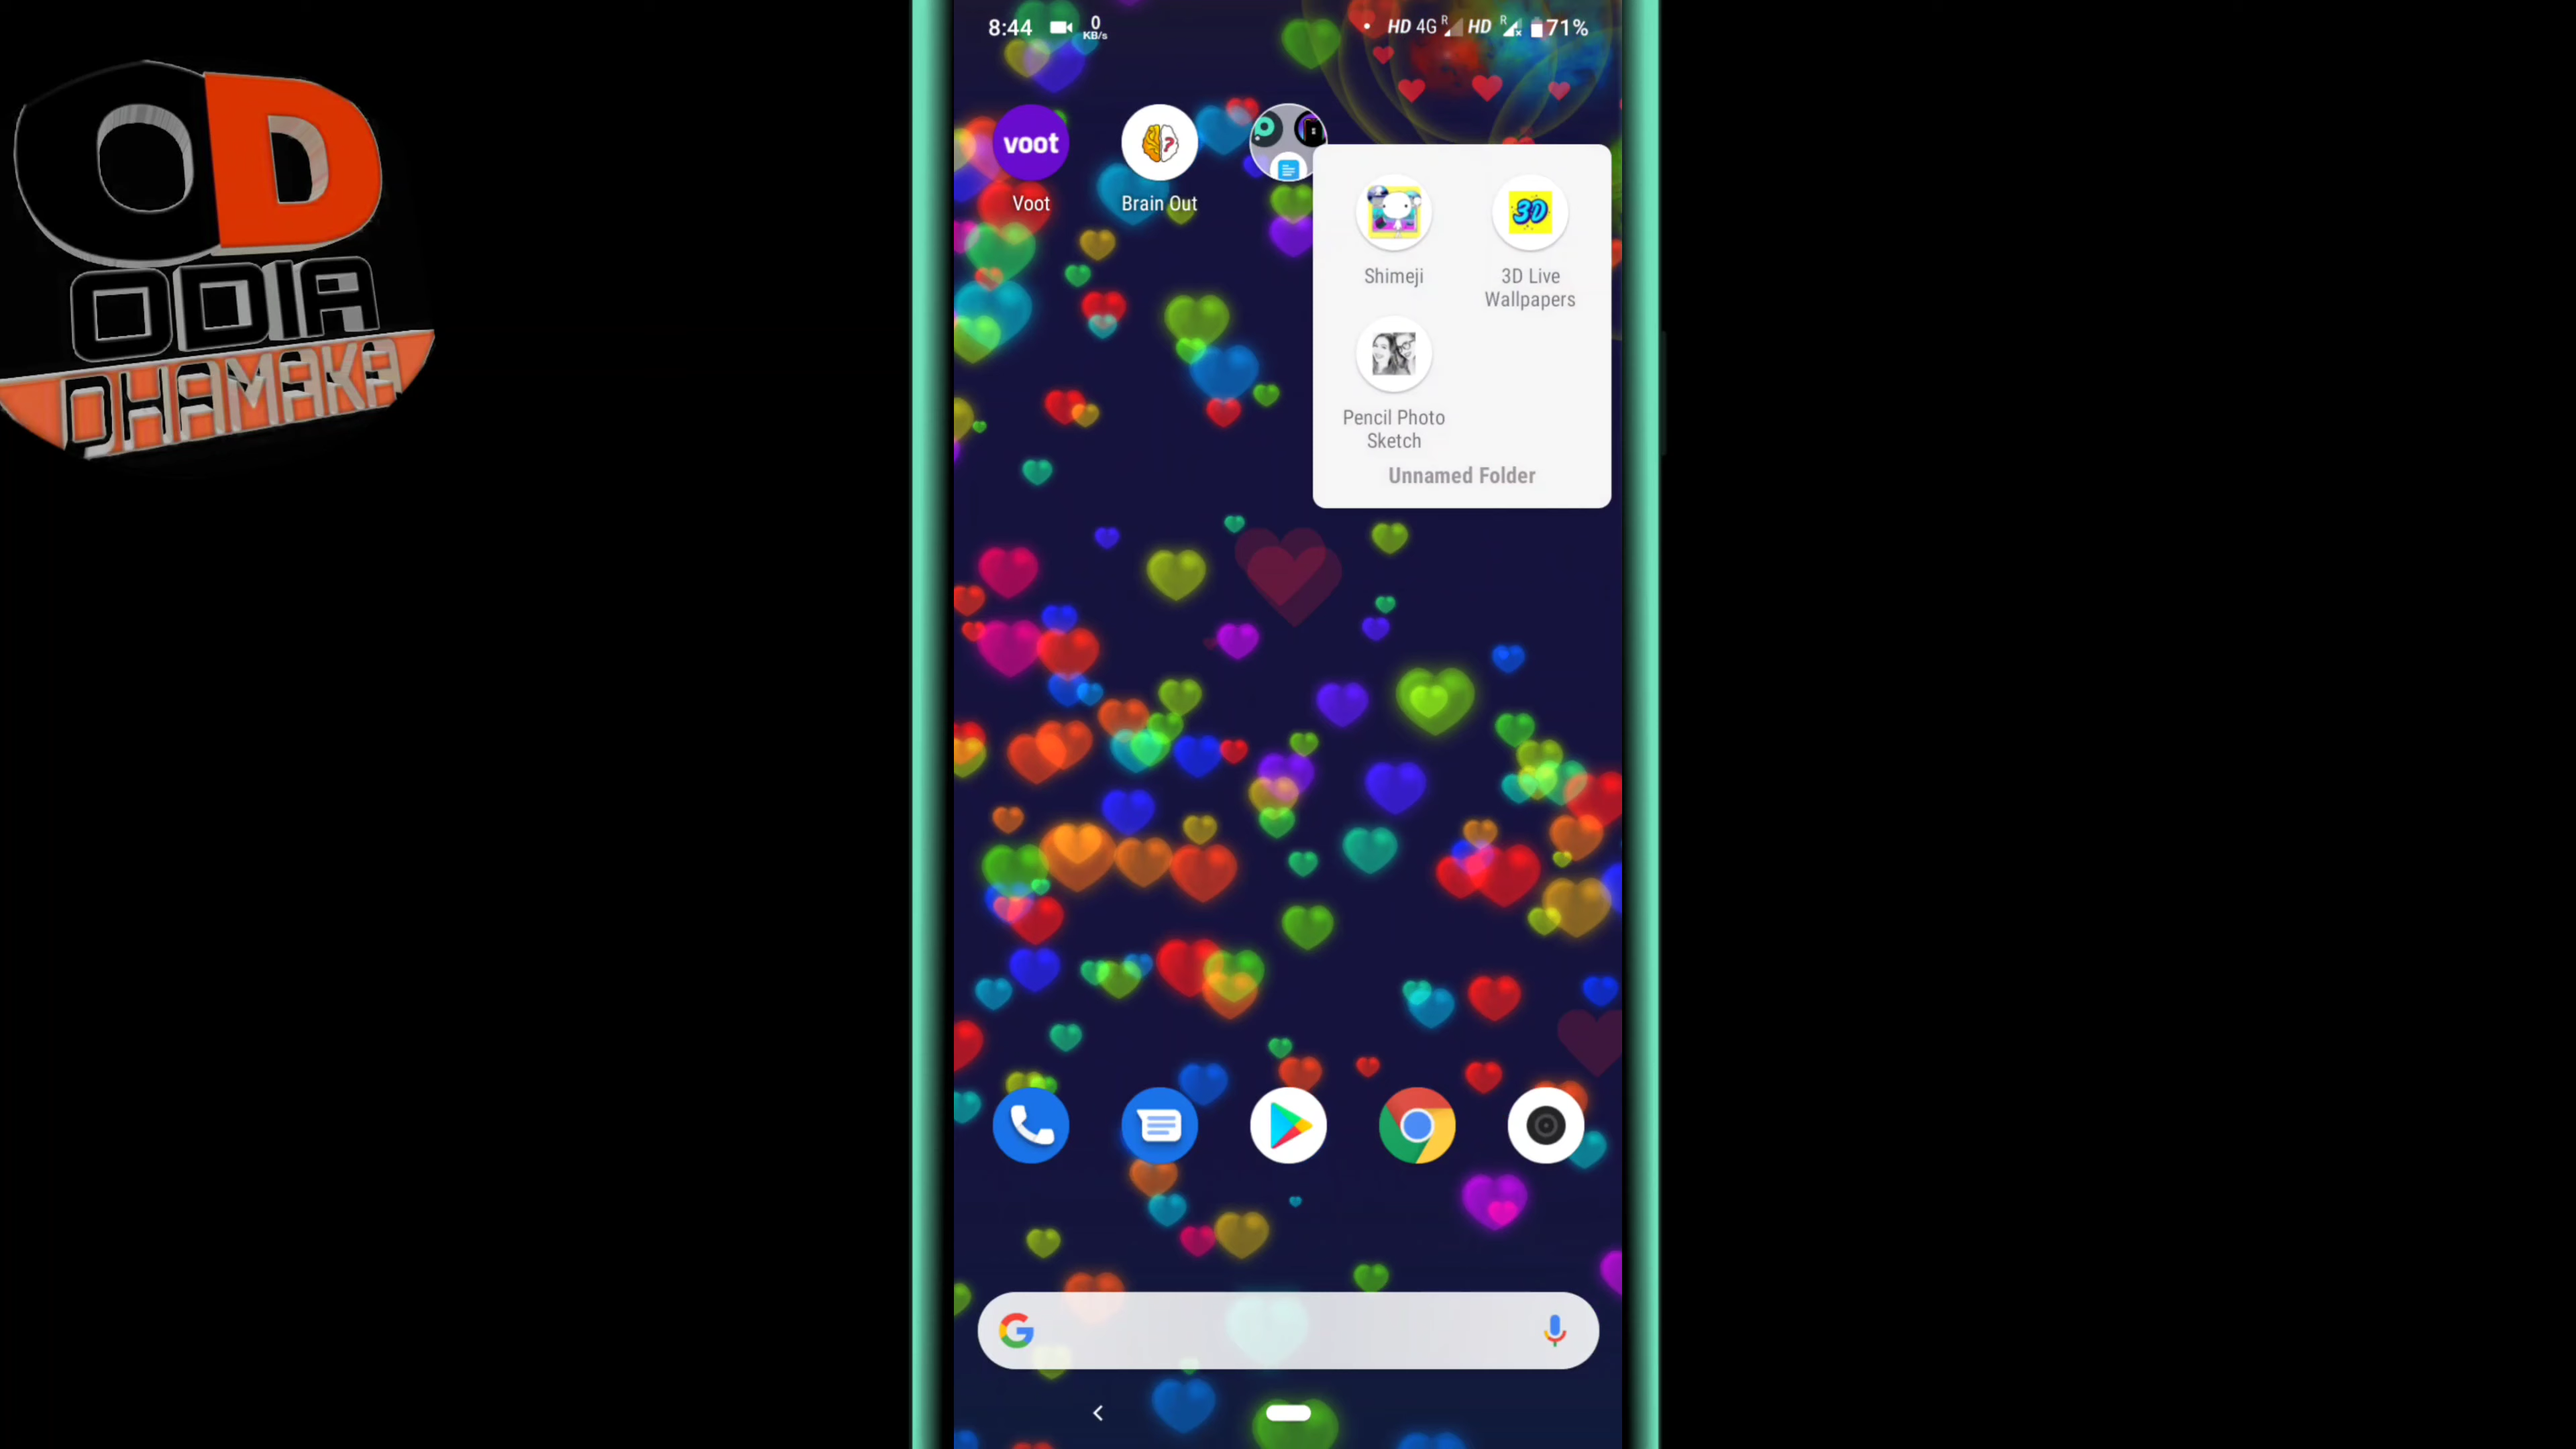 OD
ODIA
DHAMAKA
8:44 0 KB/s HD 4G R HD R 71%
voot
Voot
Brain Out
Shimeji
3D
3D Live
Wallpapers
Pencil Photo
Sketch
Unnamed Folder